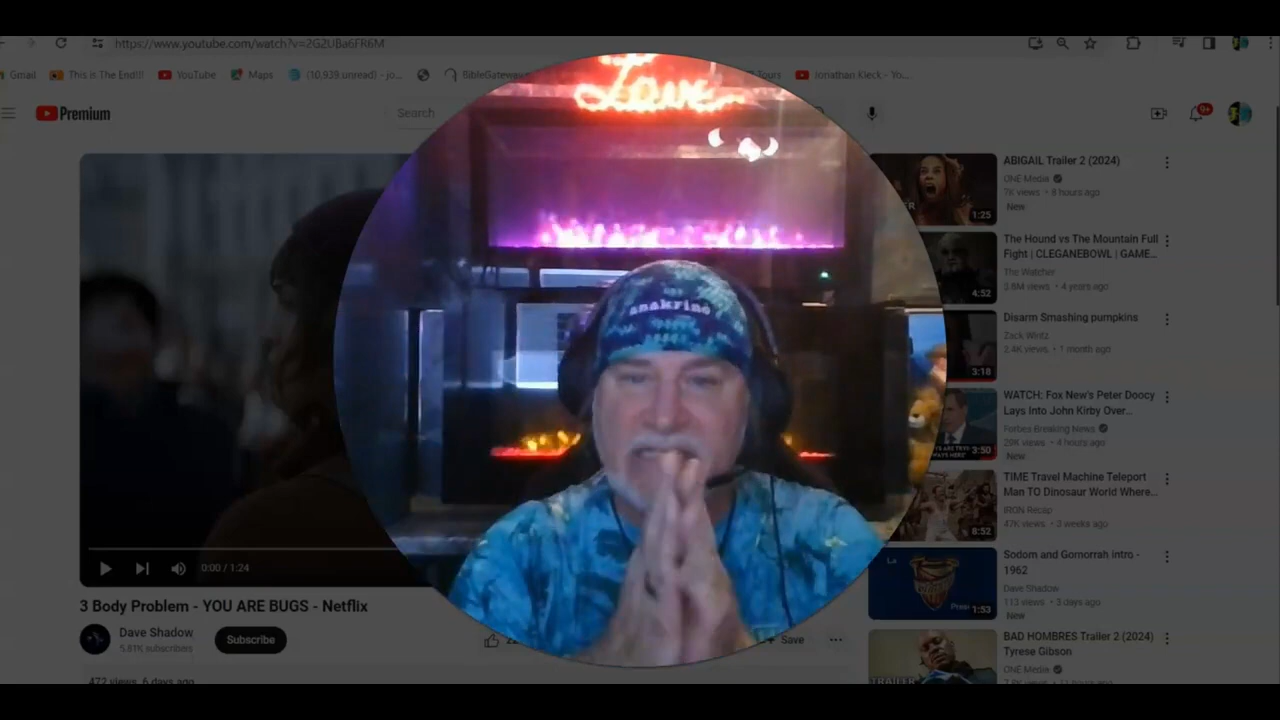 https://www.youtube.com/watch?v=2G2UBa6FR6M
Gmail
This is The End!!!
YouTube
Maps
(10,939 unread) - jo...
BibleGateway
Tours
Jonathan Kleck - Yo...
Premium
Search
9+
ABIGAIL Trailer 2 (2024)
ONE Media
7K views • 8 hours ago
New
1:25
The Hound vs The Mountain Full
Fight | CLEGANEBOWL | GAME...
The Watcher
3.8M views • 4 years ago
4:52
Disarm Smashing pumpkins
Zack Wiritz
2.4K views • 1 month ago
3:18
WATCH: Fox New's Peter Doocy
Lays Into John Kirby Over...
Forbes Breaking News
29K views • 4 hours ago
New
3:50
TIME Travel Machine Teleport
Man TO Dinosaur World Where...
IRON Recap
47K views • 3 weeks ago
8:52
Sodom and Gomorrah intro -
1962
Dave Shadow
113 views • 3 days ago
New
1:53
BAD HOMBRES Trailer 2 (2024)
Tyrese Gibson
ONE Media
TRAILER
Love
anakrino
0:00 / 1:24
3 Body Problem - YOU ARE BUGS - Netflix
Dave Shadow
5.81K subscribers
Subscribe
Save
472 views 6 days ago